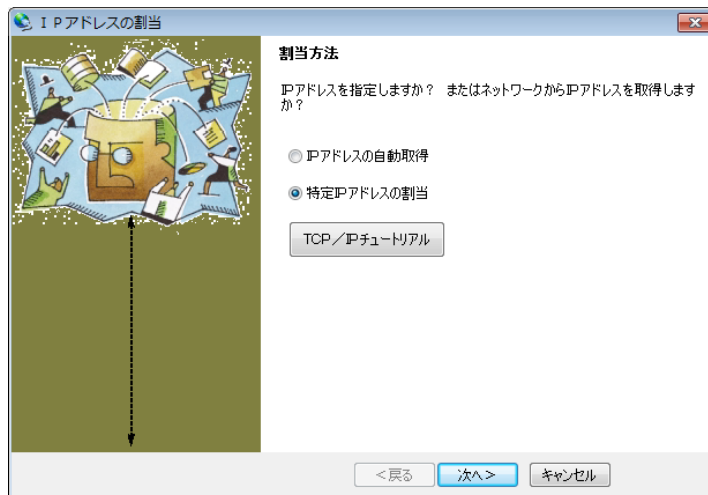 ＩＰアドレスの割当
割当方法
IPアドレスを指定しますか？　またはネットワークからIPアドレスを取得します
か？
IPアドレスの自動取得
特定IPアドレスの割当
TCP／IPチュートリアル
＜戻る
次へ＞
キャンセル